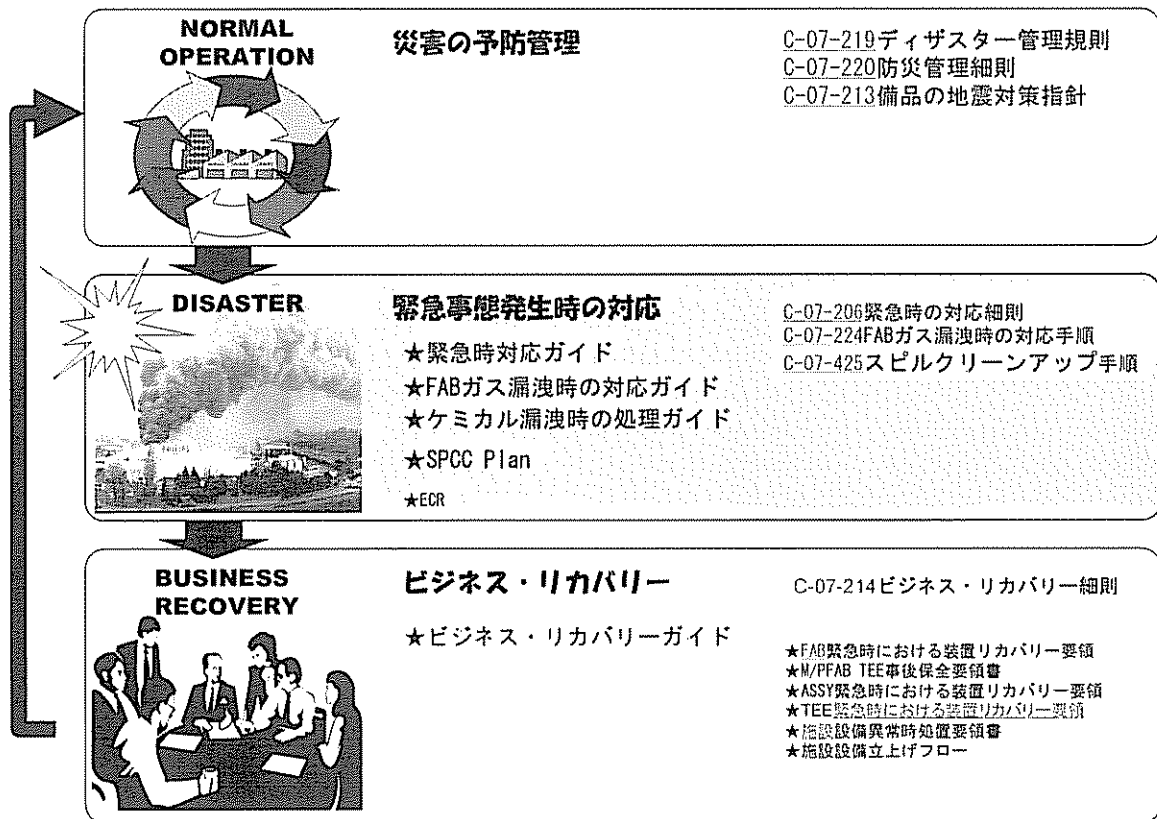 NORMAL
OPERATION
災害の予防管理
C-07-219ディザスター管理規則
C-07-220防災管理細則
C-07-213備品の地震対策指針
DISASTER
緊急事態発生時の対応
★緊急時対応ガイド
★FABガス漏洩時の対応ガイド
★ケミカル漏洩時の処理ガイド
★SPCC Plan
★ECR
C-07-206緊急時の対応細則
C-07-224FABガス漏洩時の対応手順
C-07-425スピルクリーンアップ手順
BUSINESS
RECOVERY
ビジネス・リカバリー
★ビジネス・リカバリーガイド
C-07-214ビジネス・リカバリー細則
★FAB緊急時における装置リカバリー要領
★M/PFAB TEE事後保全要領書
★ASSY緊急時における装置リカバリー要領
★TEE緊急時における装置リカバリー要領
★施設設備異常時処置要領書
★施設設備立上げフロー